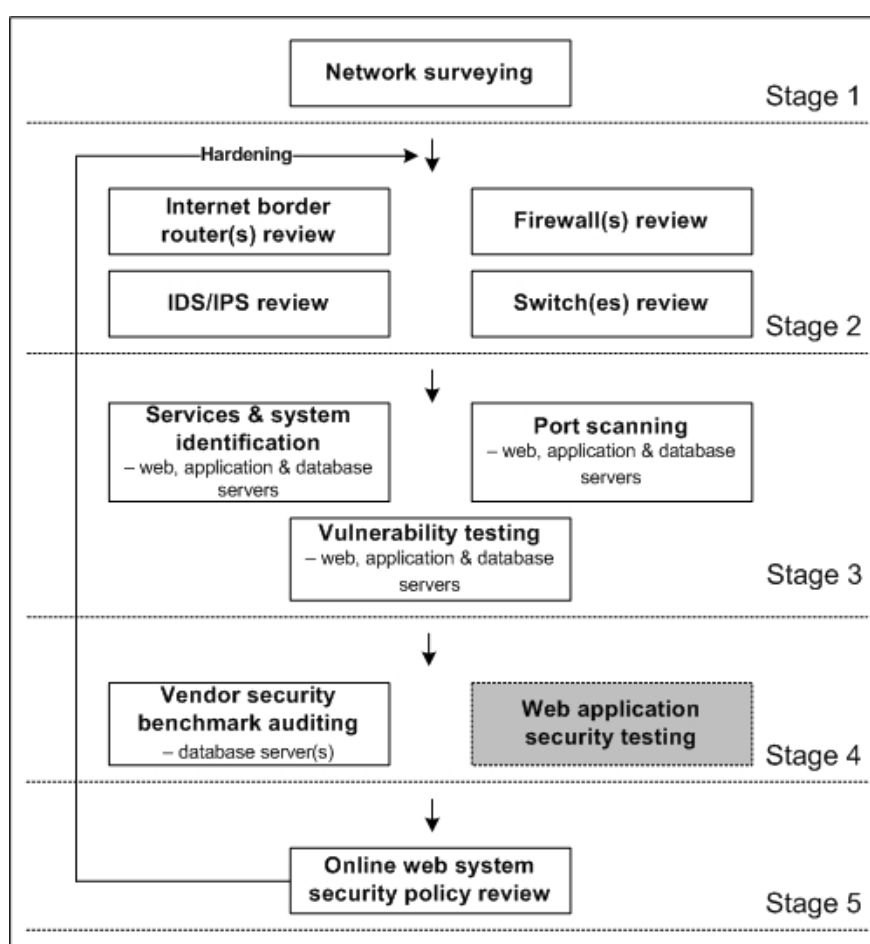 Network surveying
Stage 1
Hardening
Internet border
router(s) review
Firewall(s) review
IDS/IPS review
Switch(es) review
Stage 2
Services & system
identification
– web, application & database
servers
Port scanning
– web, application & database
servers
Vulnerability testing
– web, application & database
servers
Stage 3
Vendor security
benchmark auditing
– database server(s)
Web application
security testing
Stage 4
Online web system
security policy review
Stage 5